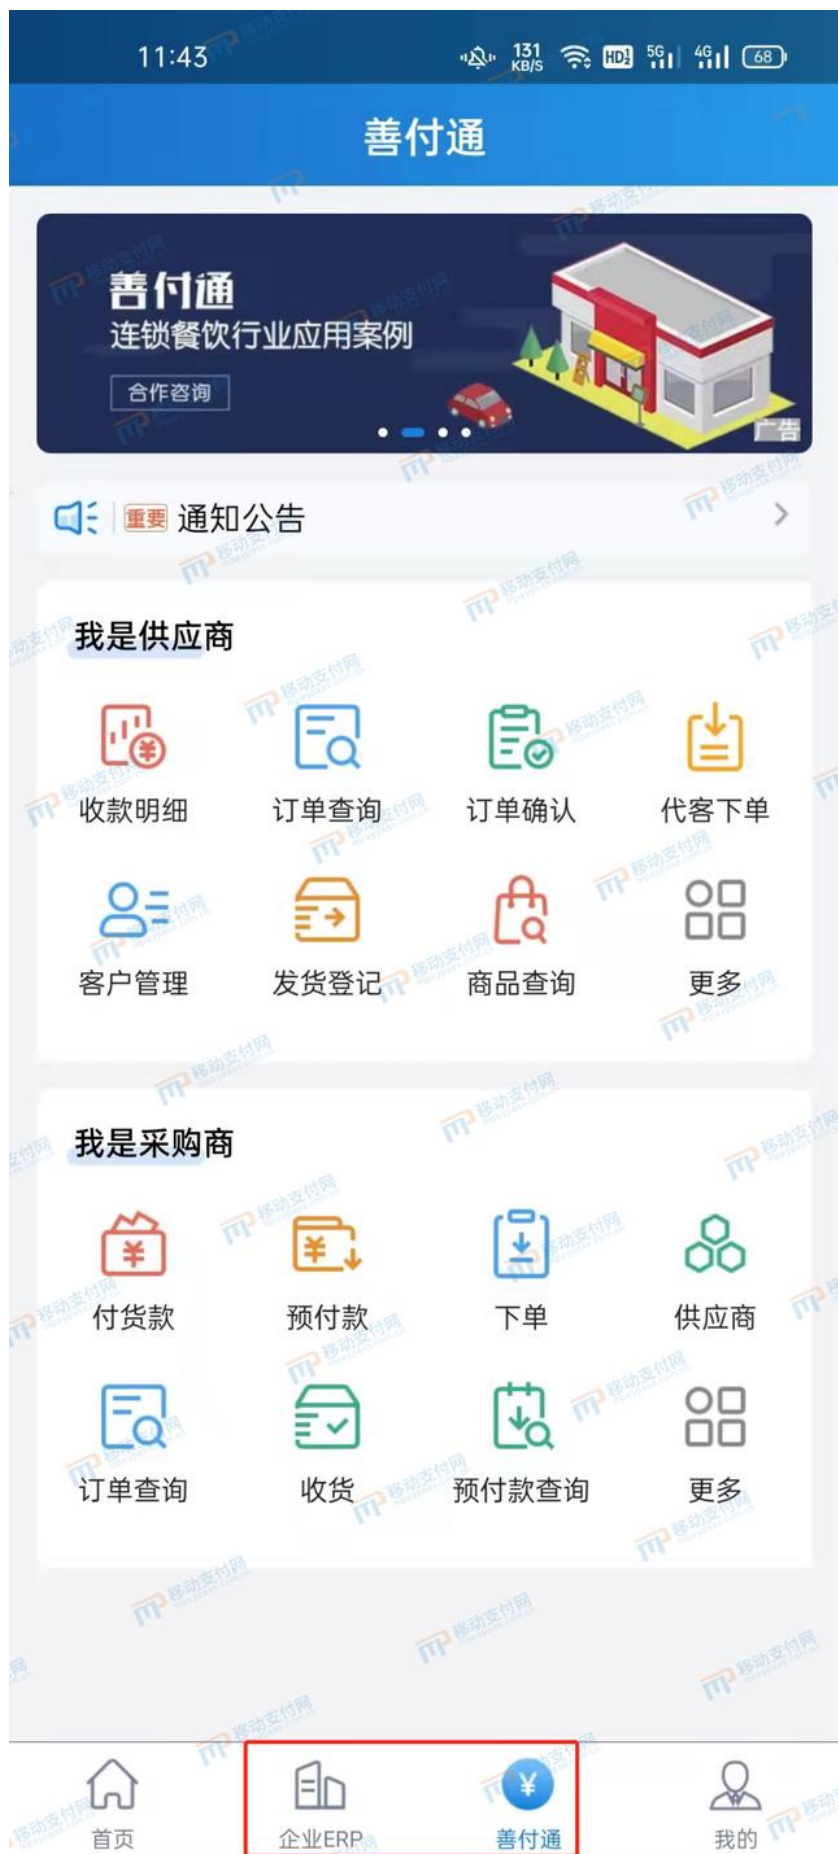 11:43
131 KB/S HD 5G 4G 68
善付通
善付通
连锁餐饮行业应用案例
合作咨询
广告
重要 通知公告
我是供应商
收款明细 订单查询 订单确认 代客下单
客户管理 发货登记 商品查询 更多
我是采购商
付货款 预付款 下单 供应商
订单查询 收货 预付款查询 更多
首页 企业ERP 善付通 我的
移动支付网